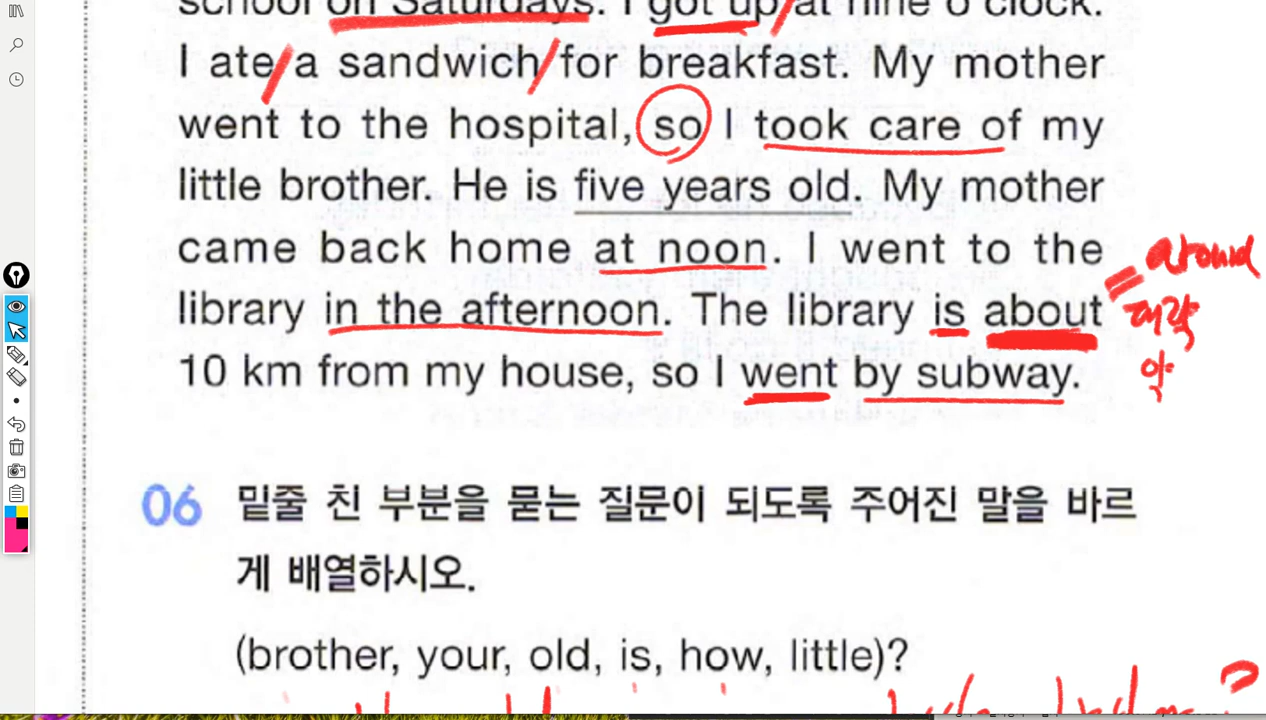 school on Saturdays. I got up at nine o'clock.
I ate a sandwich for breakfast. My mother
went to the hospital, so I took care of my
little brother. He is five years old. My mother
came back home at noon. I went to the
around
library in the afternoon. The library is about
대략
10 km from my house, so I went by subway.
약
06 밑줄 친 부분을 묻는 질문이 되도록 주어진 말을 바르
게 배열하시오.
(brother, your, old, is, how, little)?